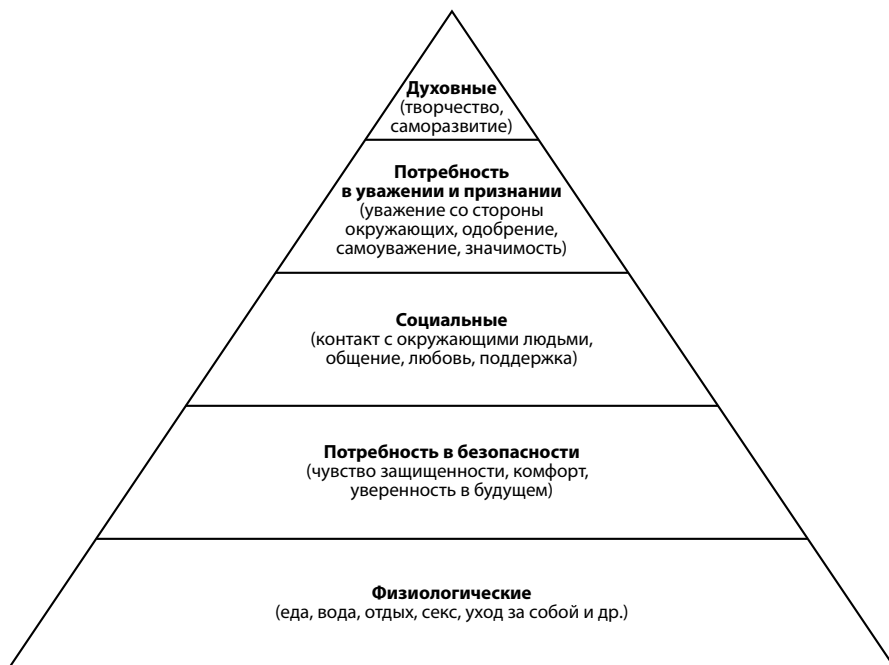 Духовные
(творчество,
саморазвитие)
Потребность
в уважении и признании
(уважение со стороны
окружающих, одобрение,
самоуважение, значимость)
Социальные
(контакт с окружающими людьми,
общение, любовь, поддержка)
Потребность в безопасности
(чувство защищенности, комфорт,
уверенность в будущем)
Физиологические
(еда, вода, отдых, секс, уход за собой и др.)